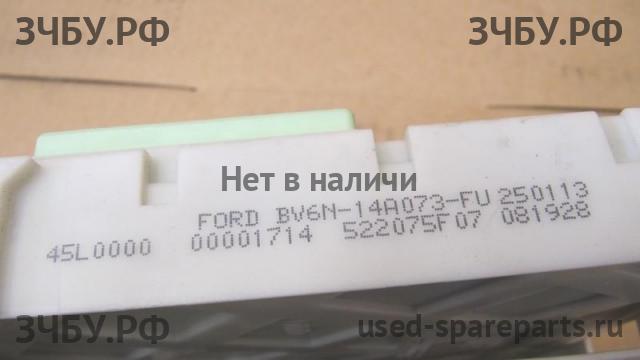 ЗЧБУ.РФ ЗЧБУ.РФ
Нет в наличи
FORD BV6N-14A073-FU 250113
45L0000 00001714 522075F07 081928
ЗЧБУ.РФ used-spareparts.ru